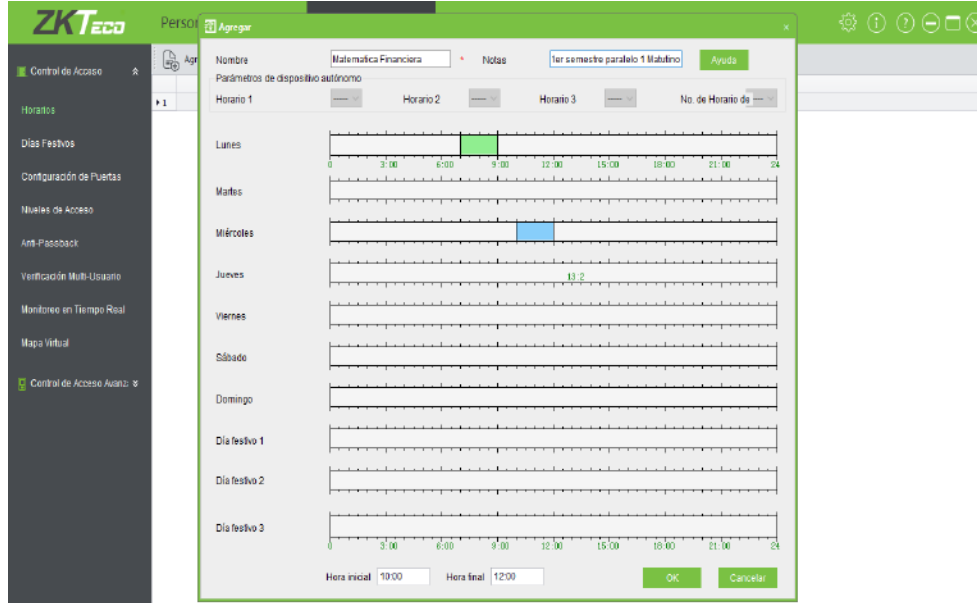 ZKTeco Person
Agregar
Agr
Control de Acceso
Horarios
Días Festivos
Configuración de Puertas
Niveles de Acceso
Anti-Passback
Verificación Multi-Usuario
Monitoreo en Tiempo Real
Mapa Virtual
Control de Acceso Avanz
1
Nombre Matematica Financiera * Notas 1er semestre paralelo 1 Matutino Ayuda
Parámetros de dispositivo autónomo
Horario 1 Horario 2 Horario 3 No. de Horario de
Lunes
0 3:00 6:00 9:00 12:00 15:00 18:00 21:00 24
Martes
Miércoles
Jueves 13:2
Viernes
Sábado
Domingo
Día festivo 1
Día festivo 2
Día festivo 3
0 3:00 6:00 9:00 12:00 15:00 18:00 21:00 24
Hora inicial 10:00 Hora final 12:00 OK Cancelar